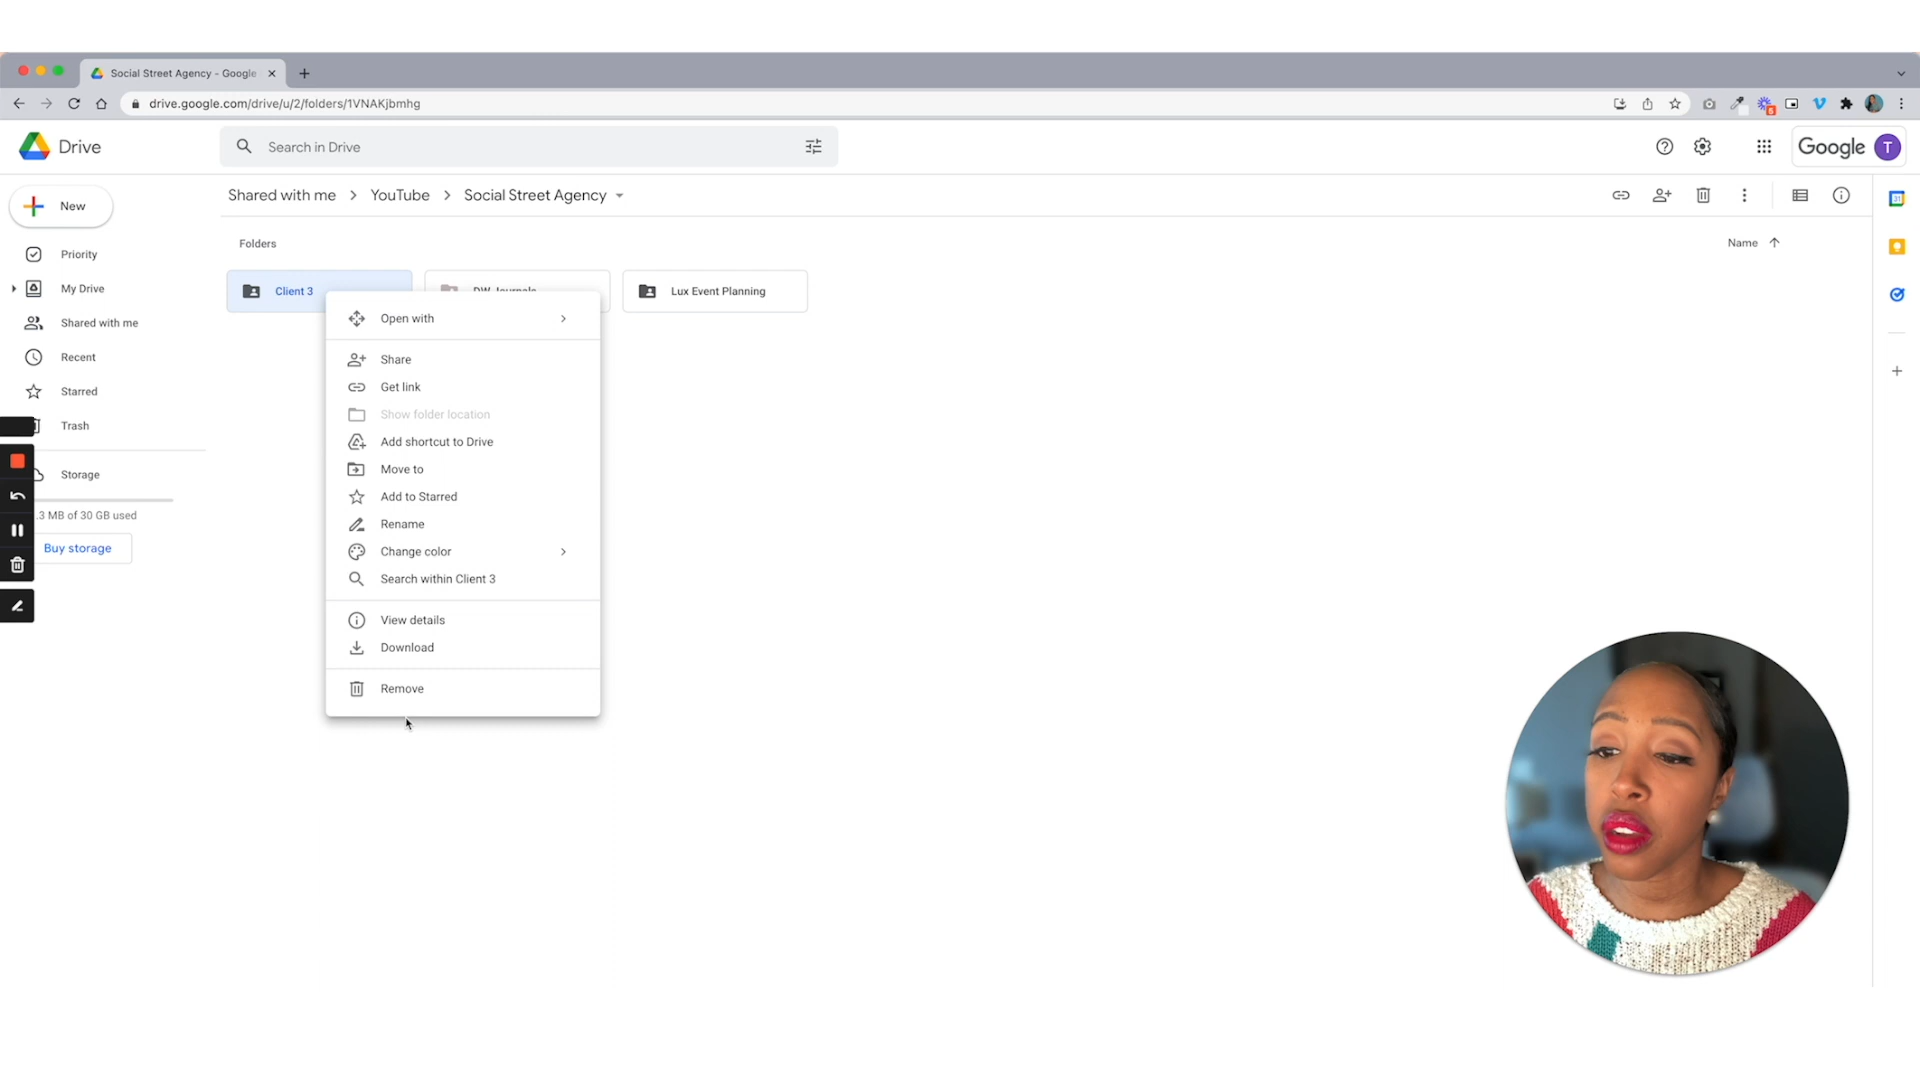 Social Street Agency - Google
drive.google.com/drive/u/2/folders/1VNAKjbmhg
Drive
Search in Drive
Google T
New
Shared with me > YouTube > Social Street Agency
Priority
My Drive
Shared with me
Recent
Starred
Trash
Storage
.3 MB of 30 GB used
Buy storage
Folders
Name
Client 3
DW Journals
Lux Event Planning
Open with
Share
Get link
Show folder location
Add shortcut to Drive
Move to
Add to Starred
Rename
Change color
Search within Client 3
View details
Download
Remove
31